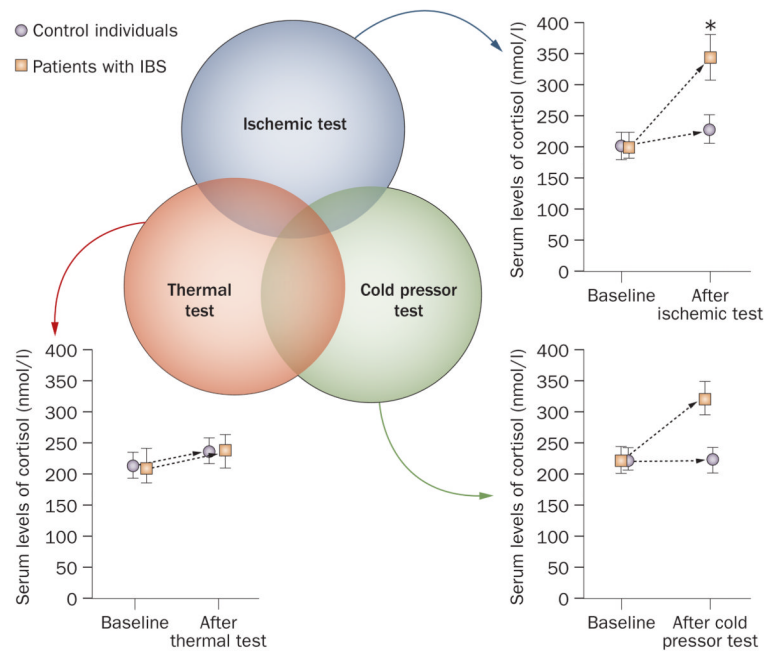 Control individuals
Patients with IBS
Ischemic test
Thermal
test
Cold pressor
test
Serum levels of cortisol (nmol/l)
400
350
300
250
200
150
100
50
0
*
Baseline
After
ischemic test
Serum levels of cortisol (nmol/l)
400
350
300
250
200
150
100
50
0
Baseline
After
thermal test
Serum levels of cortisol (nmol/l)
400
350
300
250
200
150
100
50
0
Baseline
After cold
pressor test